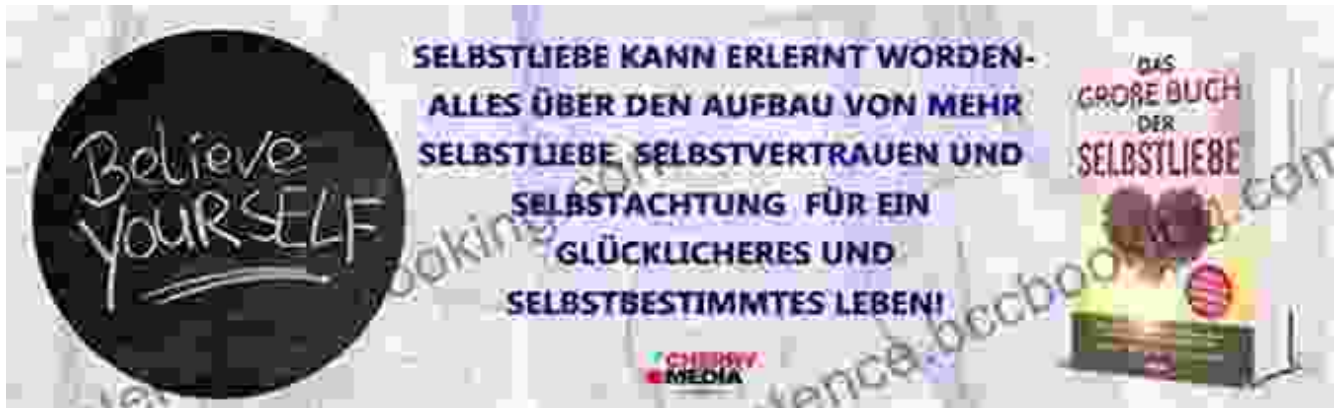 Believe
YOURSELF
SELBSTLIEBE KANN ERLERNT WORDEN-
ALLES ÜBER DEN AUFBAU VON MEHR
SELBSTLIEBE, SELBSTVERTRAUEN UND
SELBSTACHTUNG FÜR EIN
GLÜCKLICHERES UND
SELBSTBESTIMMTES LEBEN!
CHERRY
MEDIA
DAS
GROßE BUCH
DER
SELBSTLIEBE